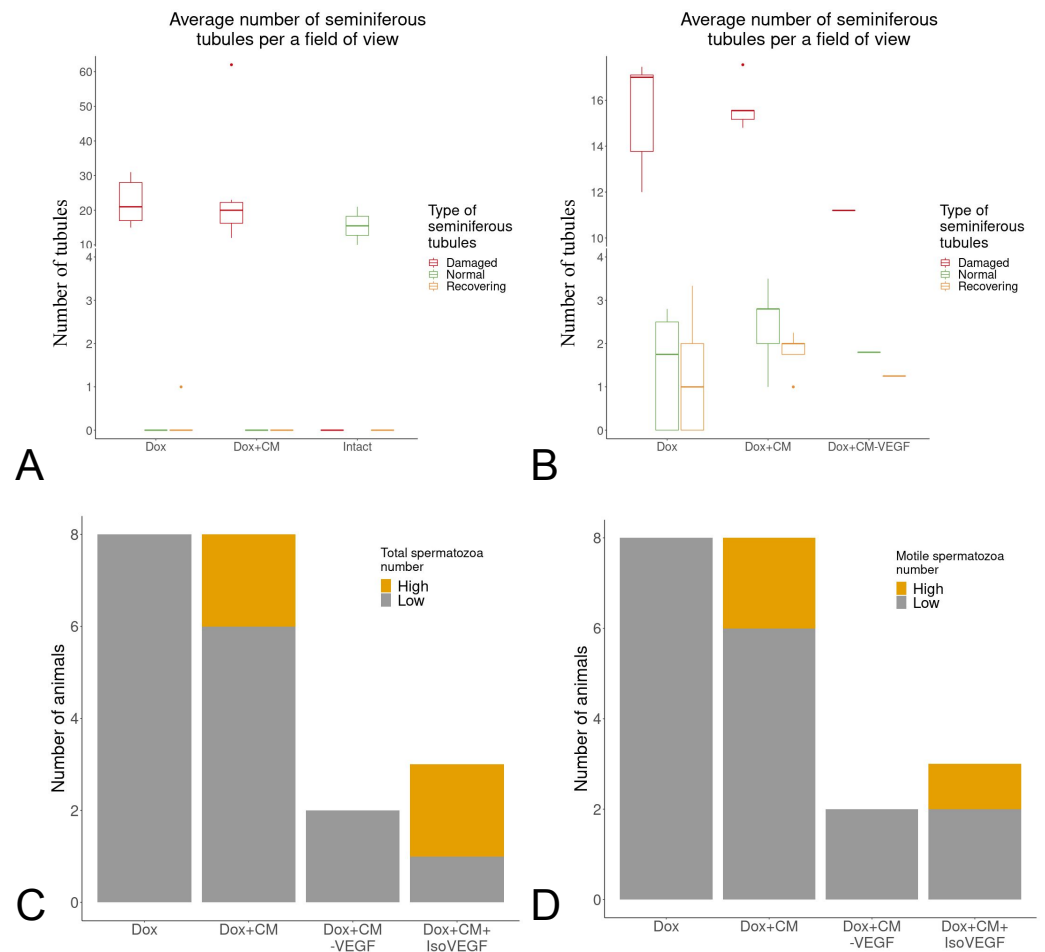 Average number of seminiferous
tubules per a field of view
Number of tubules
60
50
40
30
20
10
4
3
2
1
0
Dox
Dox+CM
Intact
Type of
seminiferous
tubules
Damaged
Normal
Recovering
A
Average number of seminiferous
tubules per a field of view
Number of tubules
16
14
12
10
4
3
2
1
0
Dox
Dox+CM
Dox+CM-VEGF
Type of
seminiferous
tubules
Damaged
Normal
Recovering
B
Number of animals
8
6
4
2
0
Total spermatozoa
number
High
Low
Dox
Dox+CM
Dox+CM
-VEGF
Dox+CM+
IsoVEGF
C
Number of animals
8
6
4
2
0
Motile spermatozoa
number
High
Low
Dox
Dox+CM
Dox+CM
-VEGF
Dox+CM+
IsoVEGF
D